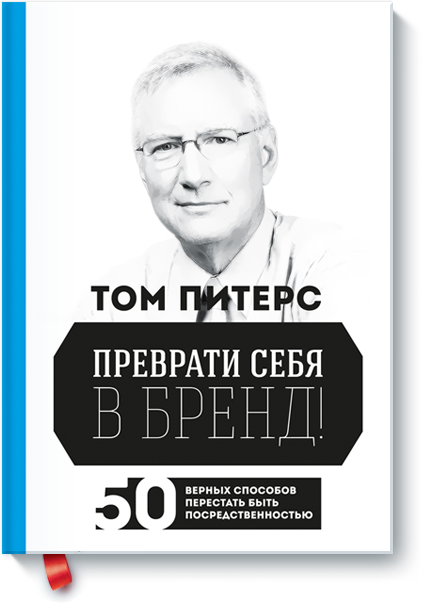 ТОМ ПИТЕРС
ПРЕВРАТИ СЕБЯ
В БРЕНД!
50
ВЕРНЫХ СПОСОБОВ
ПЕРЕСТАТЬ БЫТЬ
ПОСРЕДСТВЕННОСТЬЮ